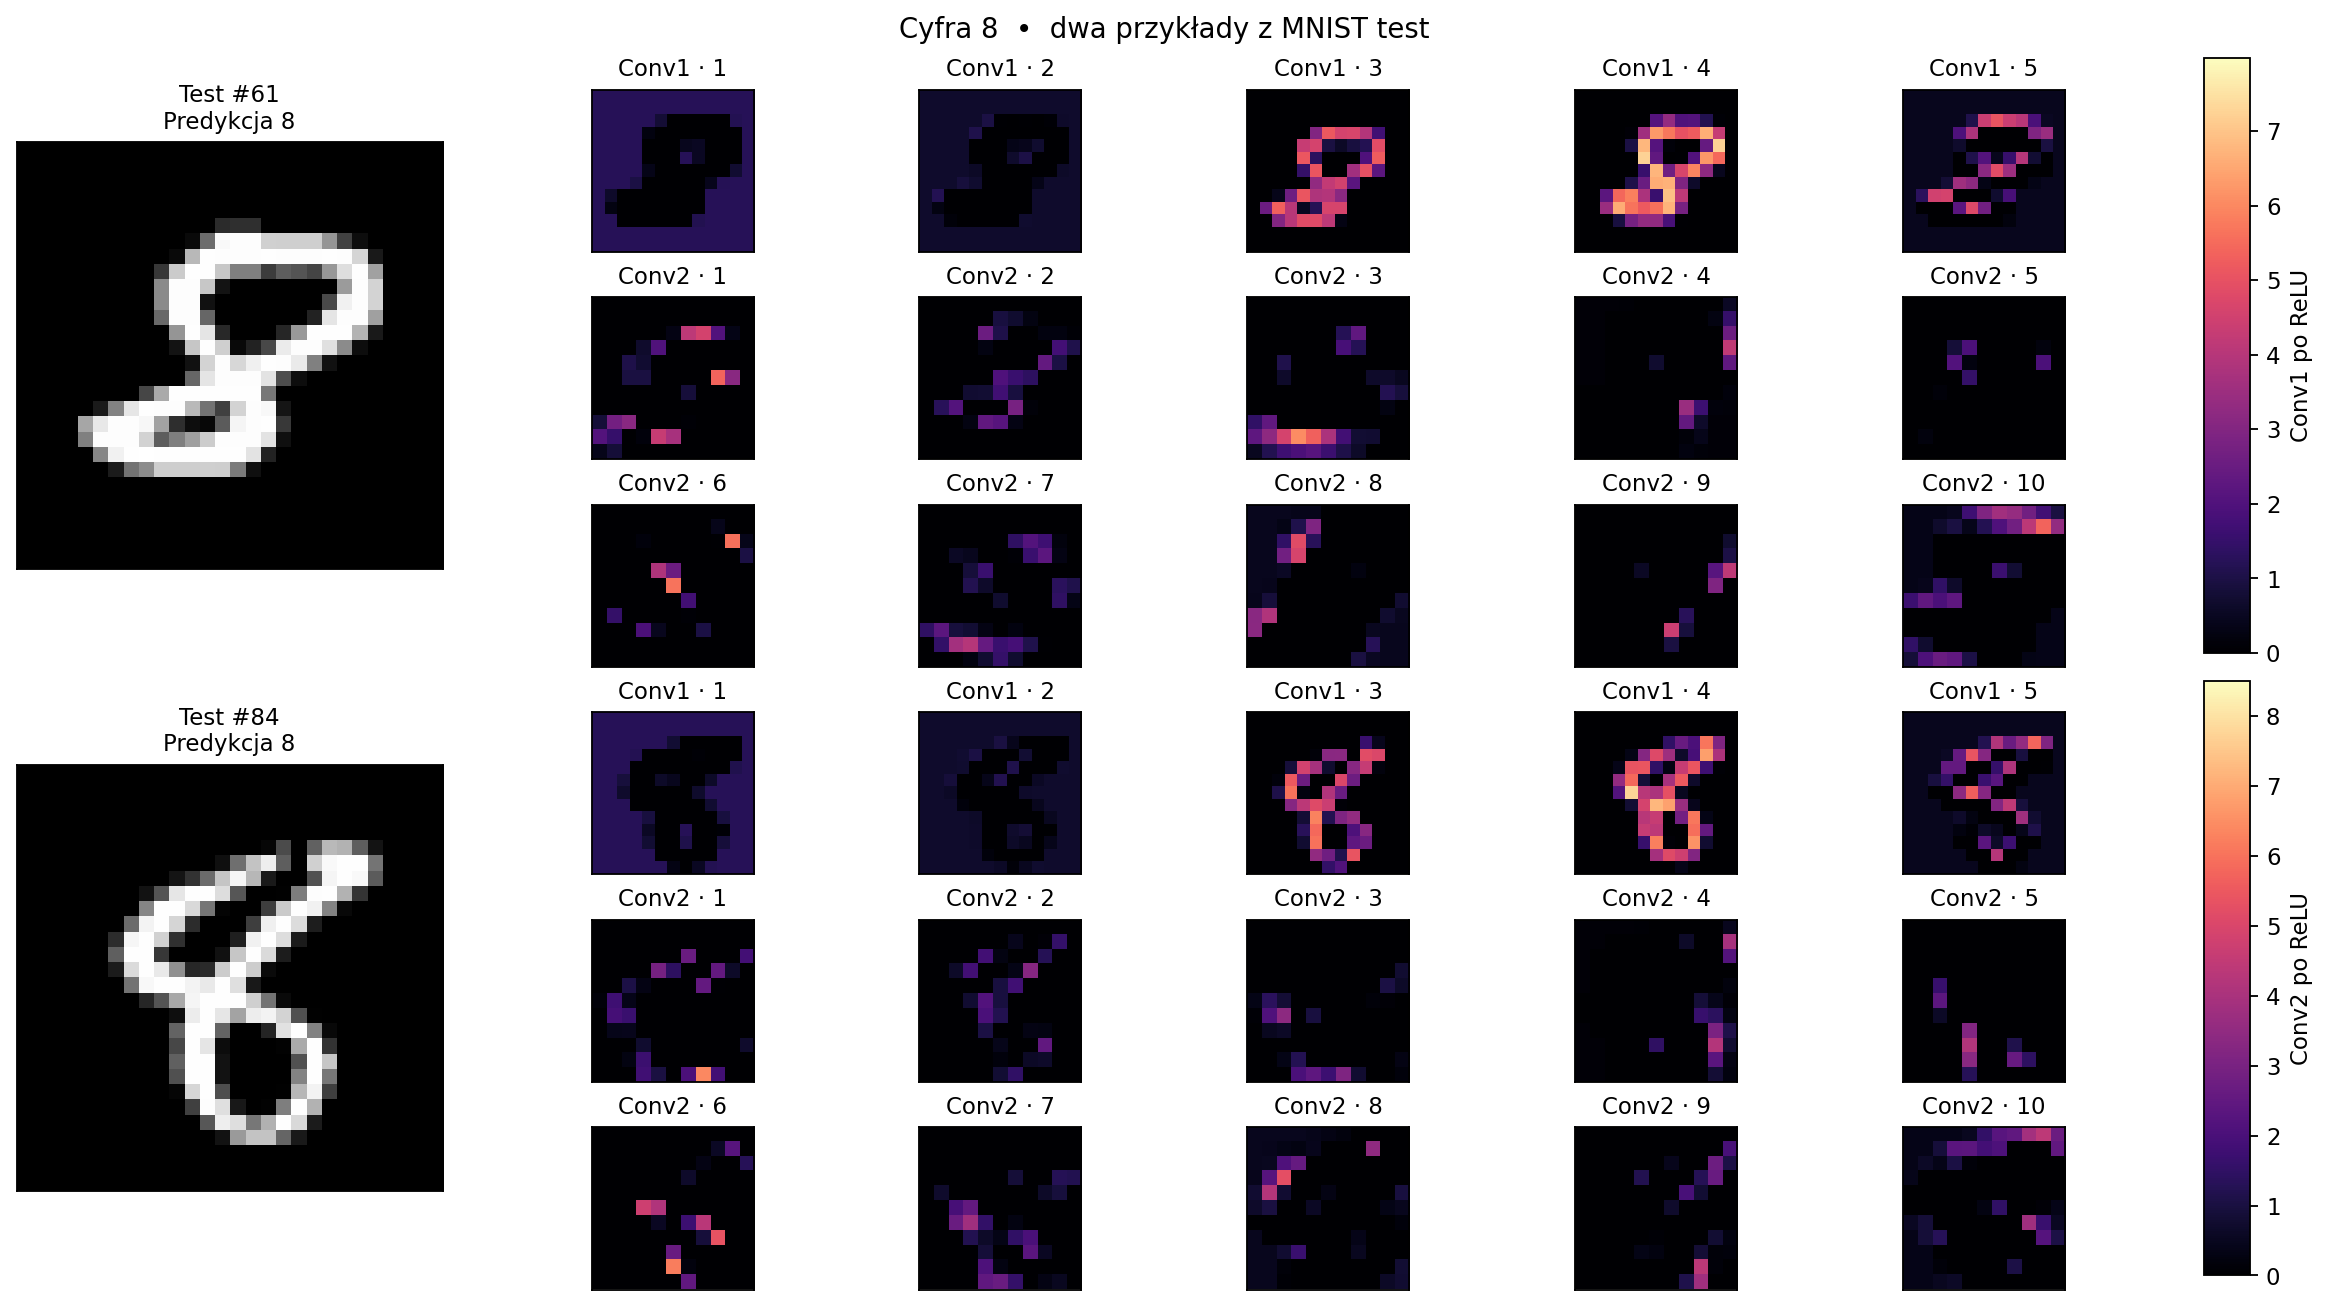 Cyfra 8 • dwa przykłady z MNIST test
Test #61
Predykcja 8
Conv1 · 1
Conv1 · 2
Conv1 · 3
Conv1 · 4
Conv1 · 5
Conv2 · 1
Conv2 · 2
Conv2 · 3
Conv2 · 4
Conv2 · 5
Conv2 · 6
Conv2 · 7
Conv2 · 8
Conv2 · 9
Conv2 · 10
7
6
5
4
3
2
1
0
Conv1 po ReLU
Test #84
Predykcja 8
Conv1 · 1
Conv1 · 2
Conv1 · 3
Conv1 · 4
Conv1 · 5
Conv2 · 1
Conv2 · 2
Conv2 · 3
Conv2 · 4
Conv2 · 5
Conv2 · 6
Conv2 · 7
Conv2 · 8
Conv2 · 9
Conv2 · 10
8
7
6
5
4
3
2
1
0
Conv2 po ReLU